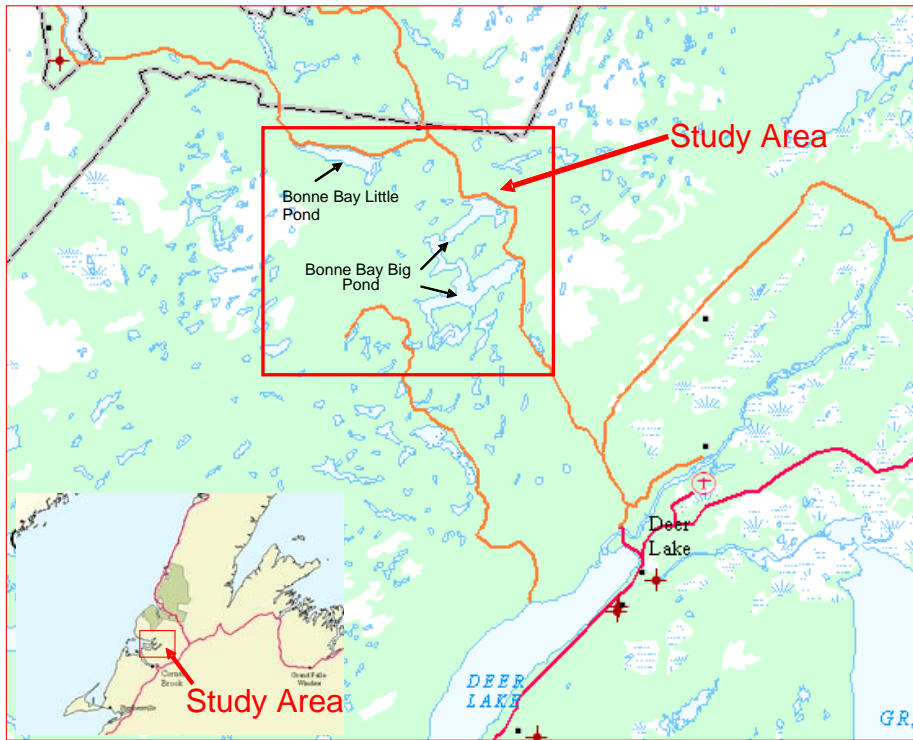 Study Area
Bonne Bay Little
Pond
Bonne Bay Big
Pond
Deer
Lake
DEER
LAKE
GR
Corner
Brook
Grand Falls
Windsor
Stephenville
Study Area